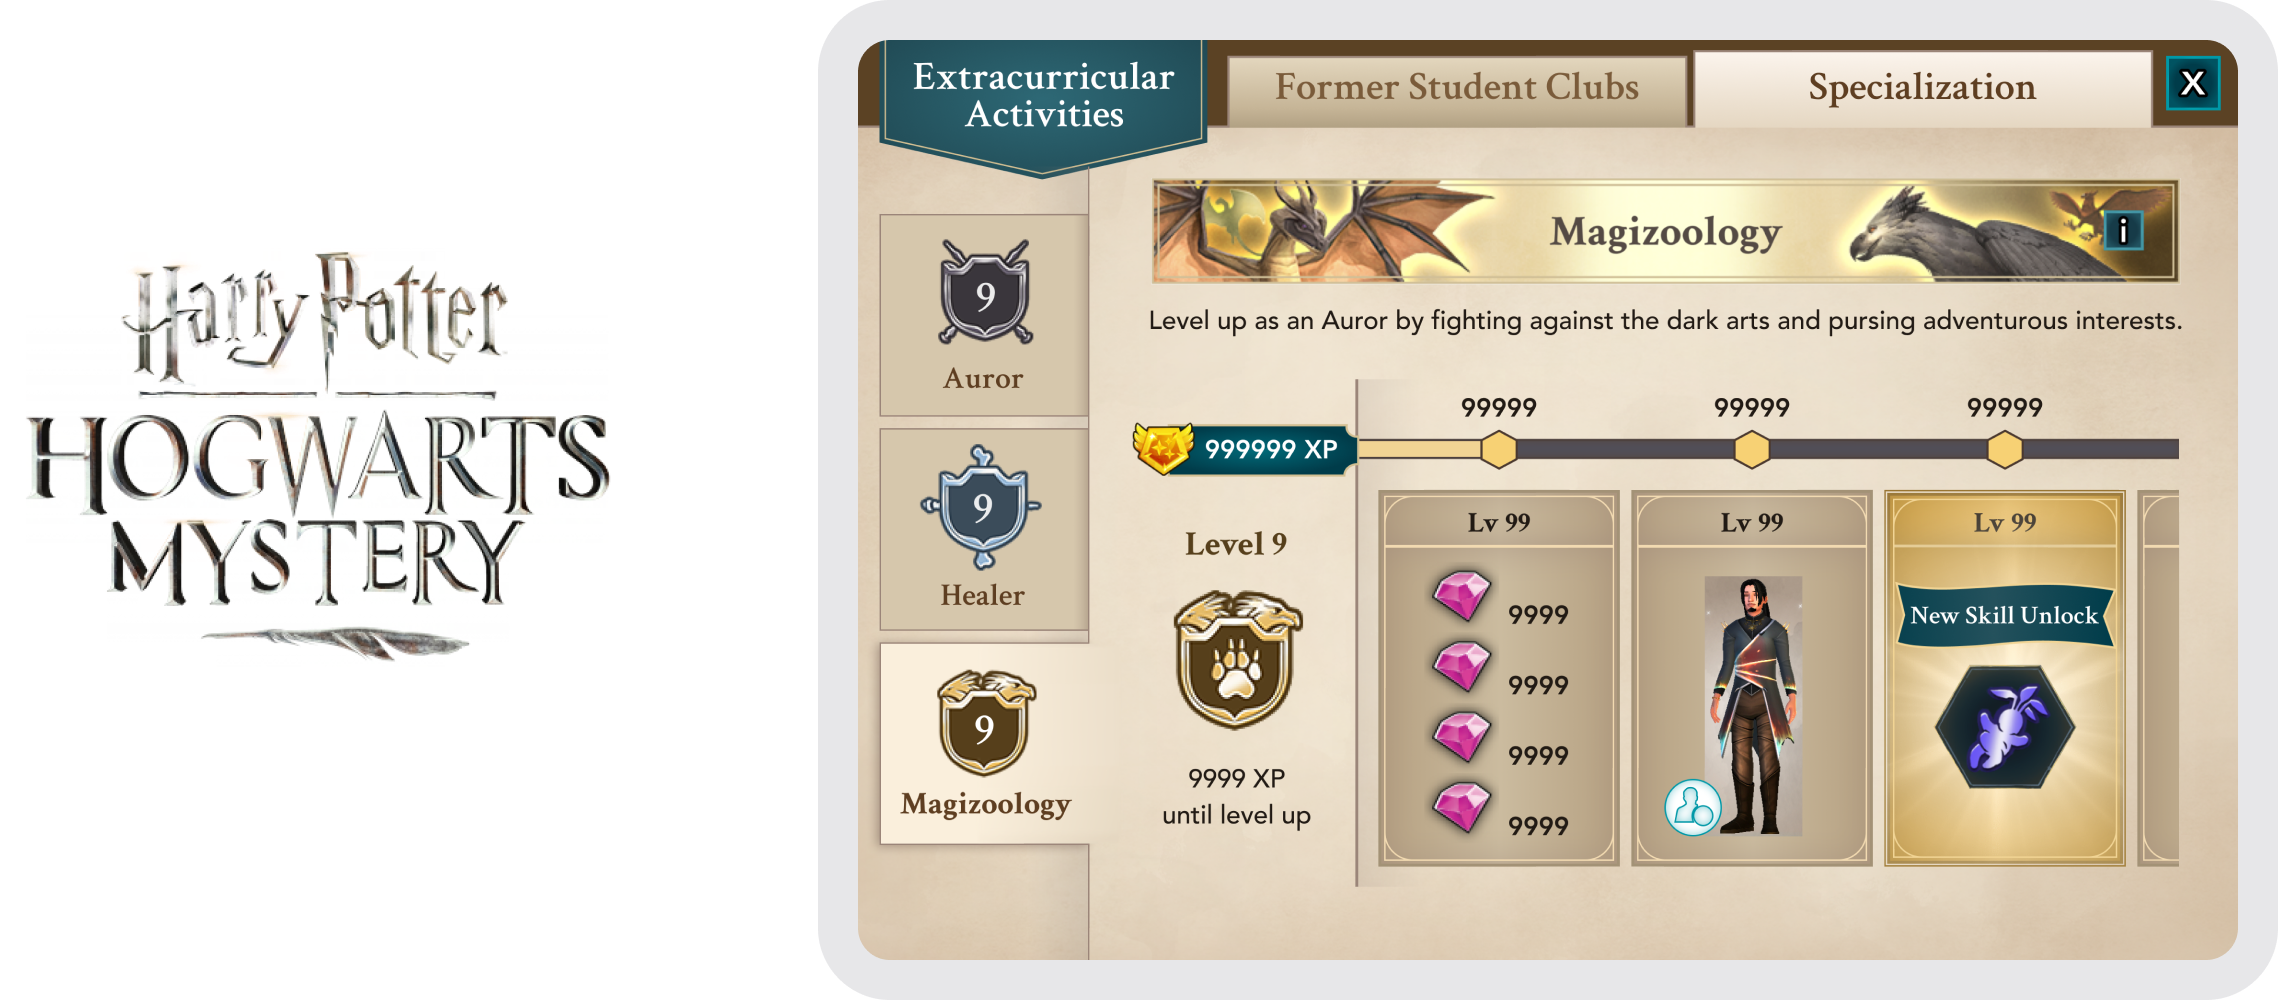 Harry Potter
HOGWARTS
MYSTERY
Extracurricular
Activities
Former Student Clubs
Specialization
X
9
Auror
9
Healer
9
Magizoology
Magizoology
i
Level up as an Auror by fighting against the dark arts and pursing adventurous interests.
999999 XP
99999
99999
99999
Level 9
9999 XP
until level up
Lv 99
9999
9999
9999
9999
Lv 99
Lv 99
New Skill Unlock